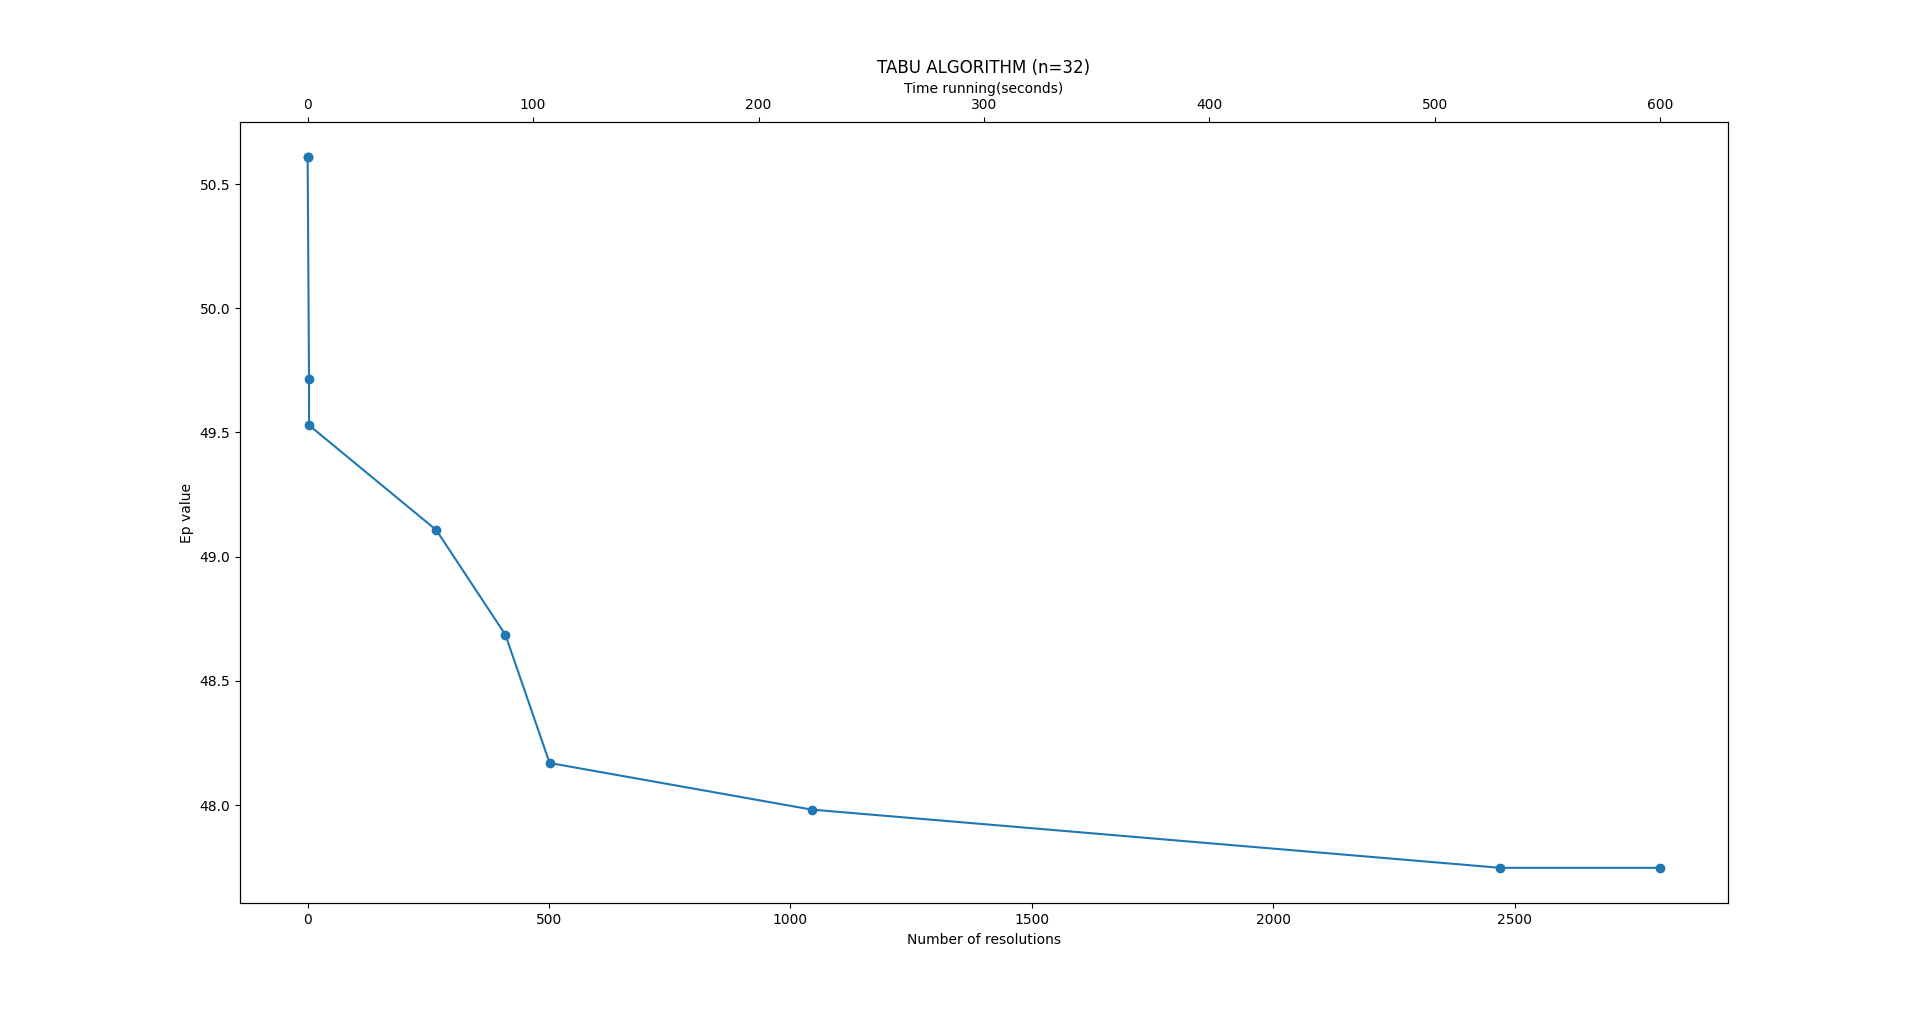 TABU ALGORITHM (n=32)
Time running(seconds)
0 100 200 300 400 500 600
50.5
50.0
49.5
49.0
48.5
48.0
Ep value
0 500 1000 1500 2000 2500
Number of resolutions